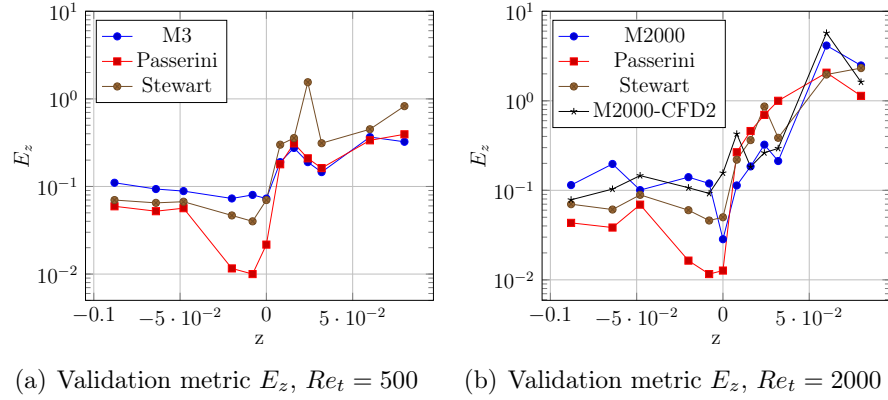 10^1
10^0
10^{-1}
10^{-2}
E_z
M3
Passerini
Stewart
−0.1
−5 · 10^{-2}
0
5 · 10^{-2}
z
(a) Validation metric E_z, Re_t = 500
10^1
10^0
10^{-1}
10^{-2}
E_z
M2000
Passerini
Stewart
M2000-CFD2
−0.1
−5 · 10^{-2}
0
5 · 10^{-2}
z
(b) Validation metric E_z, Re_t = 2000